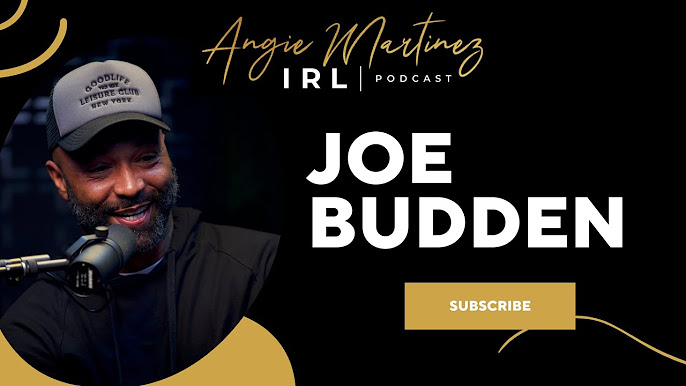 Angie Martinez
IRL | PODCAST
GOODLIFE
LEISURE CLUB
NEW YORK
JOE
BUDDEN
SUBSCRIBE